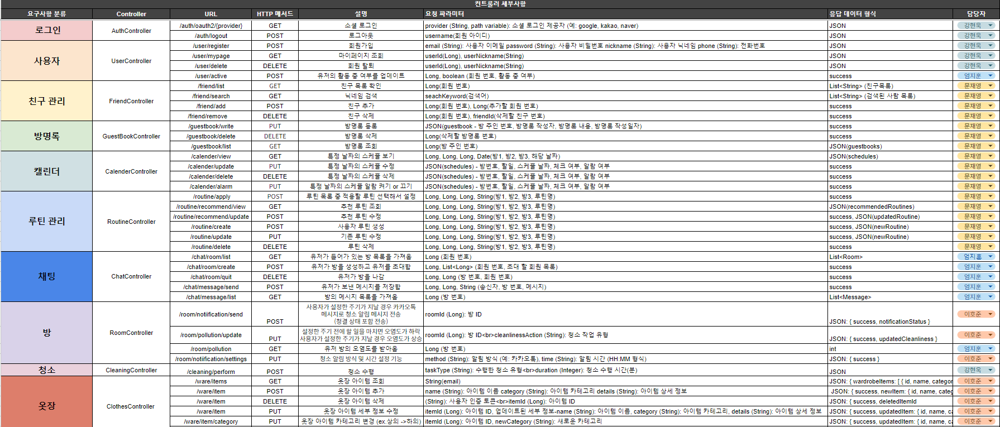 컨트롤러 세부사항
요구사항 분류 Controller URL HTTP 메서드 설명 요청 파라미터 응답 데이터 형식 담당자
로그인 AuthController /auth/oauth2/{provider} GET 소셜 로그인 provider (String, path variable): 소셜 로그인 제공자 (예: google, kakao, naver) JSON 강현욱
/auth/logout POST 로그아웃 username(회원 아이디) JSON 강현욱
사용자 UserController /user/register POST 회원가입 email (String): 사용자 이메일 password (String): 사용자 비밀번호 nickname (String): 사용자 닉네임 phone (String): 전화번호 JSON 강현욱
/user/mypage GET 마이페이지 조회 userId(Long), userNickname(String) JSON 강현욱
/user/delete DELETE 회원 탈퇴 userId(Long), userNickname(String) JSON 강현욱
/user/active POST 유저의 활동 중 여부를 업데이트 Long, boolean (회원 번호, 활동 중 여부) success 엄지훈
친구 관리 FriendController /friend/list GET 친구 목록 확인 Long(회원 번호) List<String> (친구목록) 문재영
/friend/search GET 닉네임 검색 seachKeyword(검색어) List<String> (검색된 사람 목록) 문재영
/friend/add POST 친구 추가 Long(회원 번호), Long(추가할 회원 번호) success 문재영
/friend/remove DELETE 친구 삭제 Long(회원 번호), friendId(삭제할 친구 번호) success 문재영
방명록 GuestBookController /guestbook/write PUT 방명록 등록 JSON(guestbook - 방 주인 번호, 방명록 작성자, 방명록 내용, 방명록 작성일자) success 문재영
/guestbook/delete DELETE 방명록 삭제 Long(삭제할 방명록 번호) success 문재영
/guestbook/list GET 방명록 조회 Long(방 주인 번호) JSON(guestbooks) 문재영
캘린더 CalenderController /calender/view GET 특정 날짜의 스케줄 보기 Long, Long, Long, Date(방1, 방2, 방3, 해당 날짜) JSON(schedules) 문재영
/calender/update PUT 특정 날짜의 스케줄 수정 JSON(schedules) - 방번호, 할일, 스케줄 날짜, 체크 여부, 알람 여부 success 문재영
/calender/delete DELETE 특정 날짜의 스케줄 삭제 JSON(schedules) - 방번호, 할일, 스케줄 날짜, 체크 여부, 알람 여부 success 문재영
/calender/alarm PUT 특정 날짜의 스케줄 알람 켜기 or 끄기 JSON(schedules) - 방번호, 할일, 스케줄 날짜, 체크 여부, 알람 여부 success 문재영
루틴 관리 RoutineController /routine/apply POST 루틴 목록 중 적용할 루틴 선택해서 설정 Long, Long, Long, String(방1, 방2, 방3, 루틴명) success 문재영
/routine/recommend/view GET 추천 루틴 조회 Long, Long, Long, String(방1, 방2, 방3, 루틴명) JSON(recommendedRoutines) 문재영
/routine/recommend/update POST 추천 루틴 수정 Long, Long, Long, String(방1, 방2, 방3, 루틴명) success, JSON(updatedRoutine) 문재영
/routine/create POST 사용자 루틴 생성 Long, Long, Long, String(방1, 방2, 방3, 루틴명) success, JSON(newRoutine) 문재영
/routine/update PUT 기존 루틴 수정 Long, Long, Long, String(방1, 방2, 방3, 루틴명) success, JSON(newRoutine) 문재영
/routine/delete DELETE 루틴 삭제 Long, Long, Long, String(방1, 방2, 방3, 루틴명) success 문재영
채팅 ChatController /chat/room/list GET 유저가 들어가 있는 방 목록을 가져옴 Long (회원 번호) List<Room> 엄지훈
/chat/room/create POST 유저가 방을 생성하고 유저를 초대함 Long, List<Long> (회원 번호, 초대 할 회원 목록) success 엄지훈
/chat/room/quit DELETE 유저가 방을 나감 Long, Long (방 번호, 회원 번호) success 엄지훈
/chat/message/send POST 유저가 보낸 메시지를 저장함 Long, Long, String (송신자, 방 번호, 메시지) success 엄지훈
/chat/message/list GET 방의 메시지 목록을 가져옴 Long (방 번호) List<Message> 엄지훈
방 RoomController /room/notiification/send POST 사용자가 설정한 주기가 지날 경우 카카오톡
메시지로 청소 알림 메시지 전송
(청결 상태 포함 전송) roomId (Long): 방 ID JSON: { success, notificationStatus } 이호준
/room/pollution/update PUT 설정한 주기 전에 할 일을 마치면 오염도가 하락
사용자가 설정한 주기가 지날 경우 오염도가 상승 roomId (Long): 방 ID<br>cleanlinessAction (String): 청소 작업 유형 JSON: { success, updatedCleanliness } 이호준
/room/pollution GET 유저 방의 오염도를 받아옴 Long (방 번호) int 엄지훈
/room/notiification/settings PUT 청소 알림 방식 및 시간 설정 기능 method (String): 알림 방식 (예: 카카오톡), time (String): 알림 시간 (HH:MM 형식) JSON: { success } 이호준
청소 CleaningController /cleaning/perform POST 청소 수행 taskType (String): 수행한 청소 유형<br>duration (Integer): 청소 수행 시간(분) JSON 강현욱
옷장 ClothesController /ware/items GET 옷장 아이템 조회 String(email) JSON: { wardrobeItems: [ { id, name, categor 이호준
/ware/item POST 옷장 아이템 추가 name (String): 아이템 이름 category (String): 아이템 카테고리 details (String): 아이템 상세 정보 JSON: { success, newItem: { id, name, categ 이호준
/ware/item DELETE 옷장 아이템 삭제 (String): 사용자 인증 토큰<br>itemId (Long): 아이템 ID JSON: { success, deletedItemId 이호준
/ware/item PUT 옷장 아이템 세부 정보 수정 itemId (Long): 아이템 ID, 업데이트된 세부 정보-name (String): 아이템 이름, category (String): 아이템 카테고리, details (String): 아이템 상세 정보 JSON: { success, updatedItem: { id, name, ca 이호준
/ware/item/category PUT 옷장 아이템 카테고리 변경 (ex.상의 ->하의) itemId (Long): 아이템 ID, newCategory (String): 새로운 카테고리 JSON: { success, updatedItem: { id, name, ca 이호준